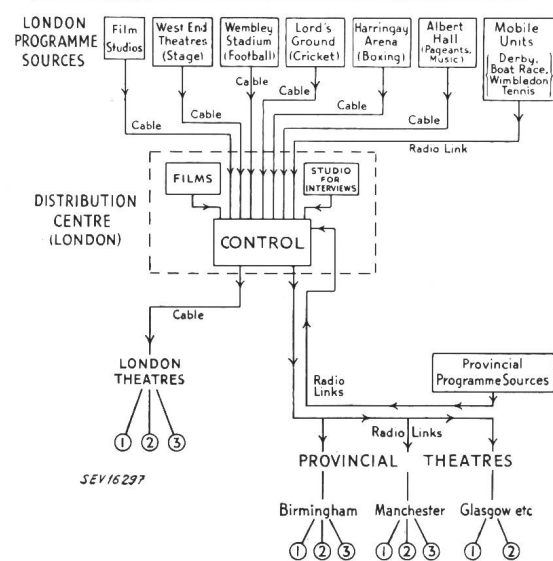 LONDON
PROGRAMME
SOURCES
Film
Studios
West End
Theatres
(Stage)
Wembley
Stadium
(Football)
Lord's
Ground
(Cricket)
Harringay
Arena
(Boxing)
Albert
Hall
(Pageants,
Music)
Mobile
Units
Derby,
Boat Race,
Wimbledon
Tennis
Cable
Cable
Cable
Cable
Cable
Cable
Radio Link
DISTRIBUTION
CENTRE
(LONDON)
FILMS
STUDIO
FOR
INTERVIEWS
CONTROL
Cable
LONDON
THEATRES
1 2 3
Radio
Links
Provincial
Programme Sources
Radio Links
PROVINCIAL THEATRES
SEV16297
Birmingham Manchester Glasgow etc
1 2 3 1 2 3 1 2